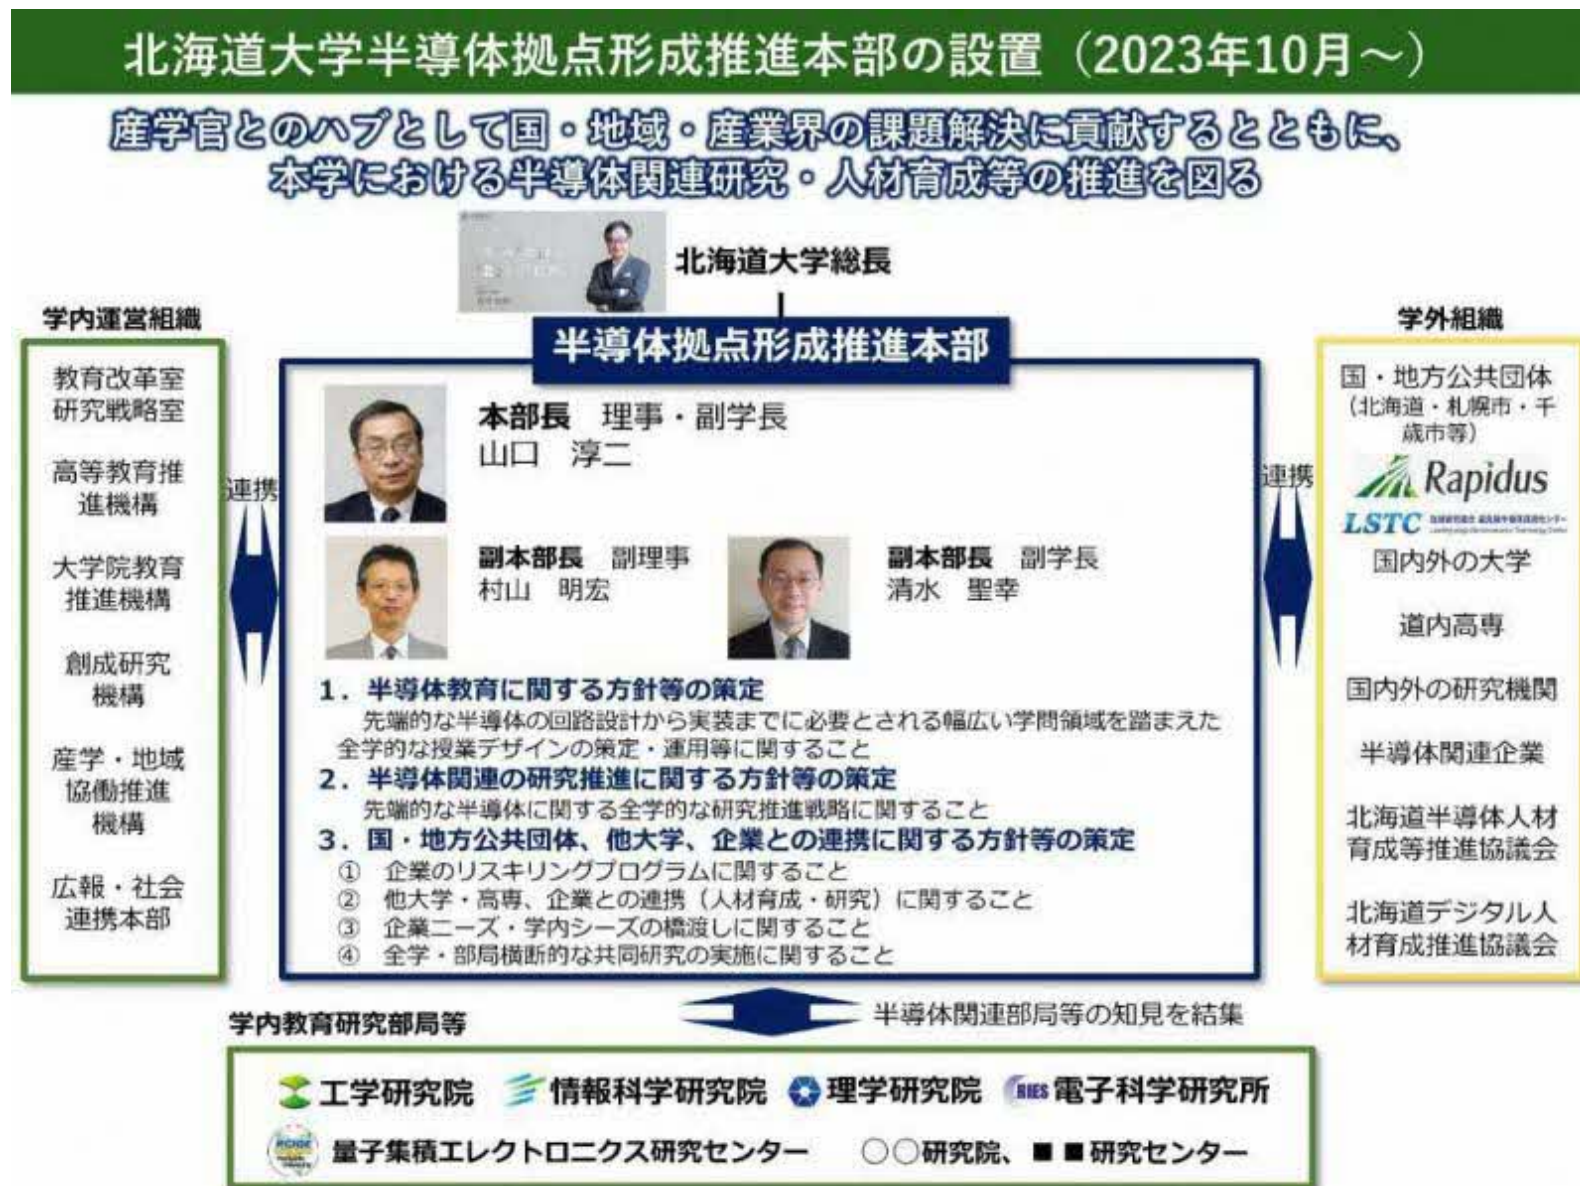 北海道大学半導体拠点形成推進本部の設置（2023年10月～）
産学官とのハブとして国・地域・産業界の課題解決に貢献するとともに、
本学における半導体関連研究・人材育成等の推進を図る
北海道大学総長
学内運営組織
教育改革室
研究戦略室
高等教育推
進機構
大学院教育
推進機構
創成研究
機構
産学・地域
協働推進
機構
広報・社会
連携本部
連携
半導体拠点形成推進本部
本部長　理事・副学長
山口　淳二
副本部長　副理事
村山　明宏
副本部長　副学長
清水　聖幸
1．半導体教育に関する方針等の策定
先端的な半導体の回路設計から実装までに必要とされる幅広い学問領域を踏まえた
全学的な授業デザインの策定・運用等に関すること
2．半導体関連の研究推進に関する方針等の策定
先端的な半導体に関する全学的な研究推進戦略に関すること
3．国・地方公共団体、他大学、企業との連携に関する方針等の策定
①　企業のリスキリングプログラムに関すること
②　他大学・高専、企業との連携（人材育成・研究）に関すること
③　企業ニーズ・学内シーズの橋渡しに関すること
④　全学・部局横断的な共同研究の実施に関すること
連携
学外組織
国・地方公共団体
（北海道・札幌市・千
歳市等）
Rapidus
LSTC
国内外の大学
道内高専
国内外の研究機関
半導体関連企業
北海道半導体人材
育成等推進協議会
北海道デジタル人
材育成推進協議会
半導体関連部局等の知見を結集
学内教育研究部局等
工学研究院　情報科学研究院　理学研究院　RIES 電子科学研究所
量子集積エレクトロニクス研究センター　○○研究院、■■研究センター